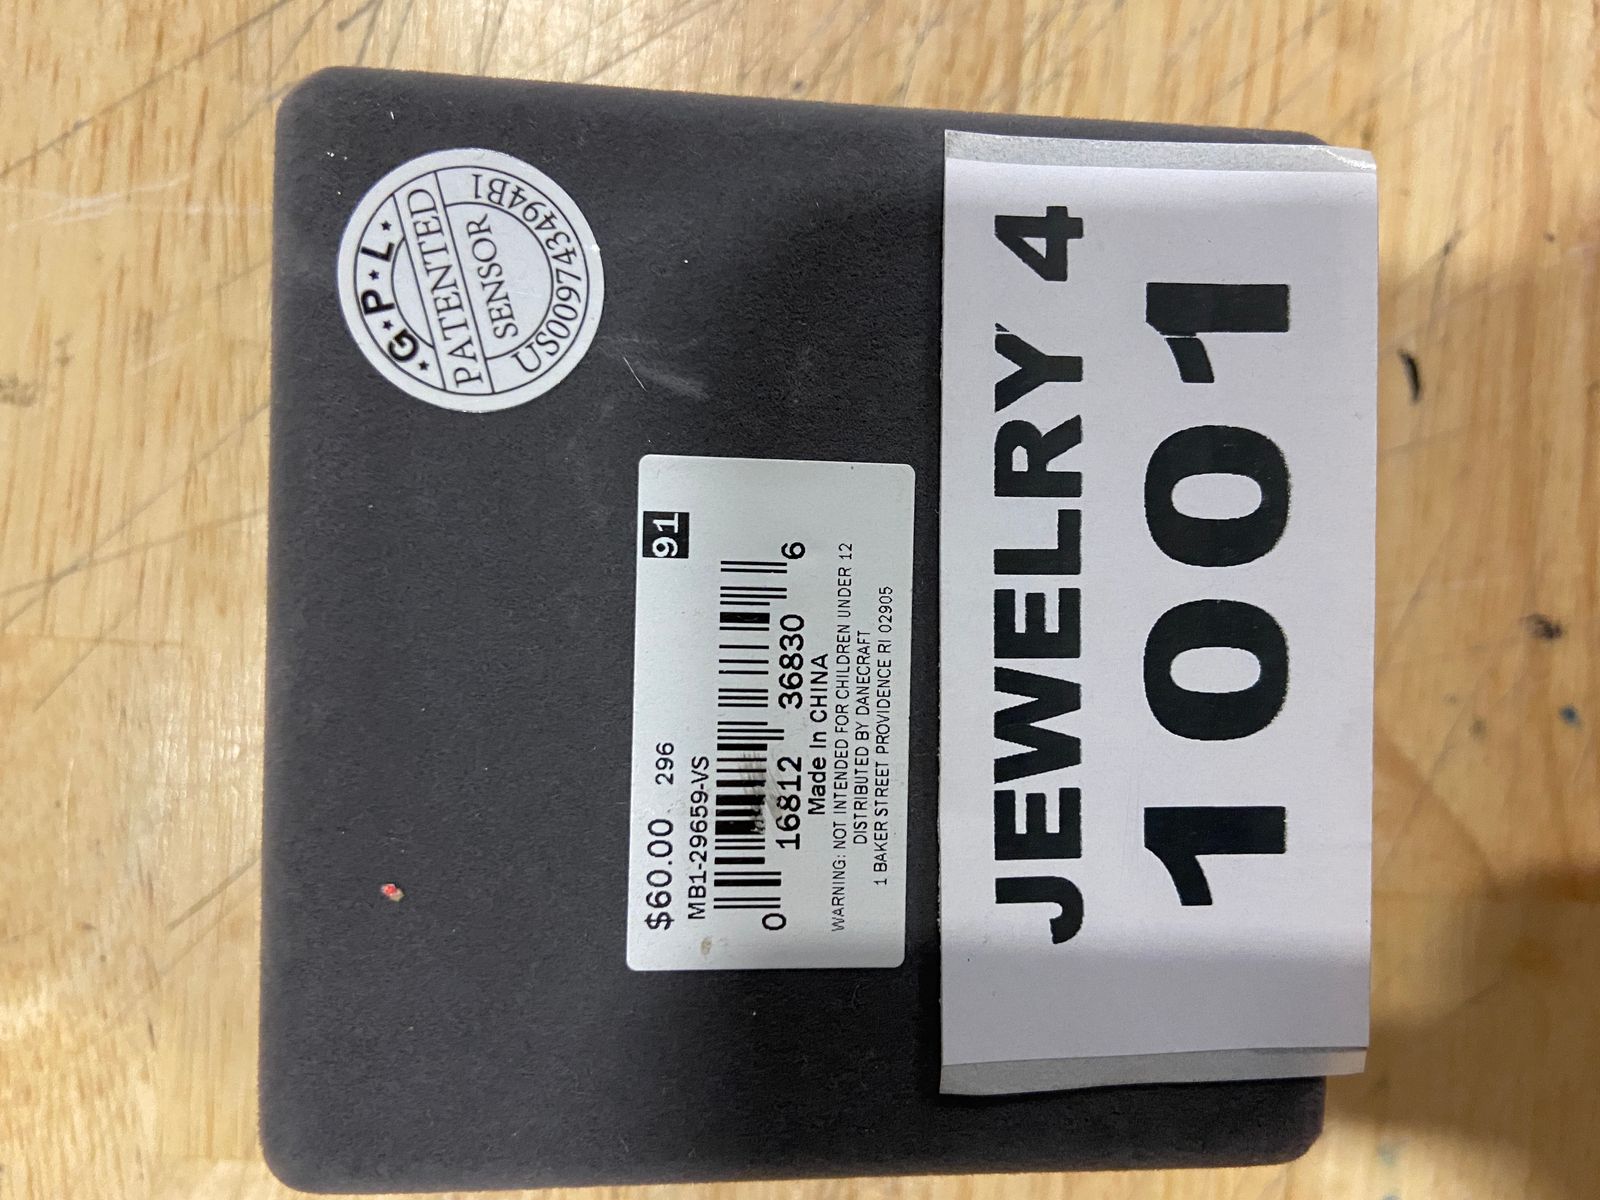 G★P★L
PATENTED
SENSOR
US009743494B1
$60.00 296
91
MB1-29659-VS
0 16812 36830 6
Made In CHINA
WARNING: NOT INTENDED FOR CHILDREN UNDER 12
DISTRIBUTED BY DANECRAFT
1 BAKER STREET PROVIDENCE RI 02905
JEWELRY 4
1001